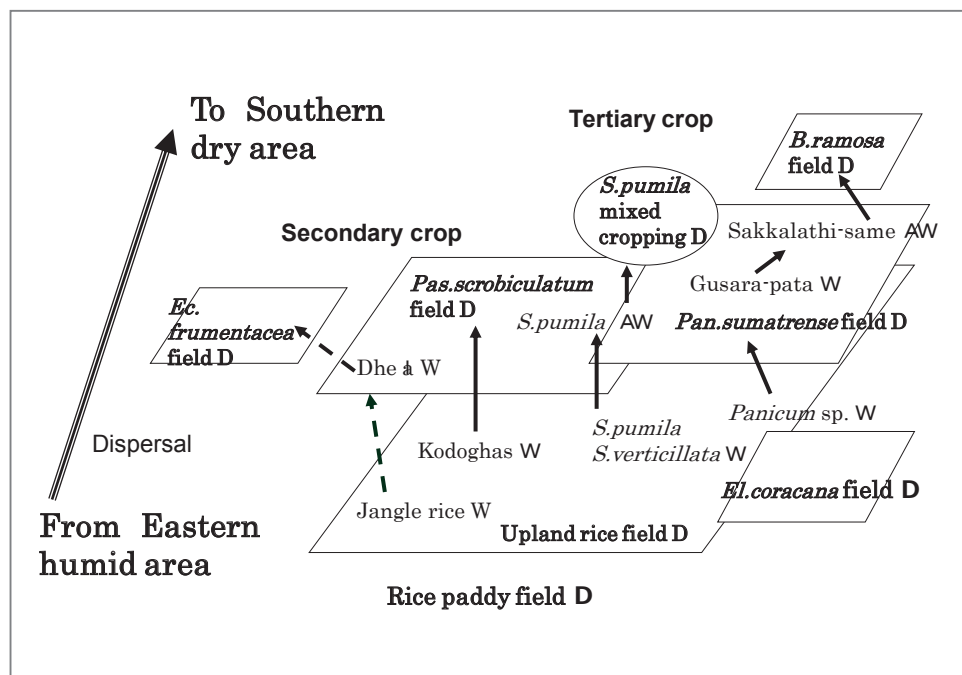 To Southern
dry area
Tertiary crop
B.ramosa
field D
S.pumila
mixed
cropping D
Sakkalathi-same AW
Secondary crop
Gusara-pata W
Pas.scrobiculatum
field D
Ec.
frumentacea
field D
S.pumila AW
Pan.sumatrense field D
W
Panicum sp. W
Dispersal
Kodoghas W
S.pumila
S.verticillata W
El.coracana field D
Jangle rice W
From Eastern
humid area
Upland rice field D
Rice paddy field D